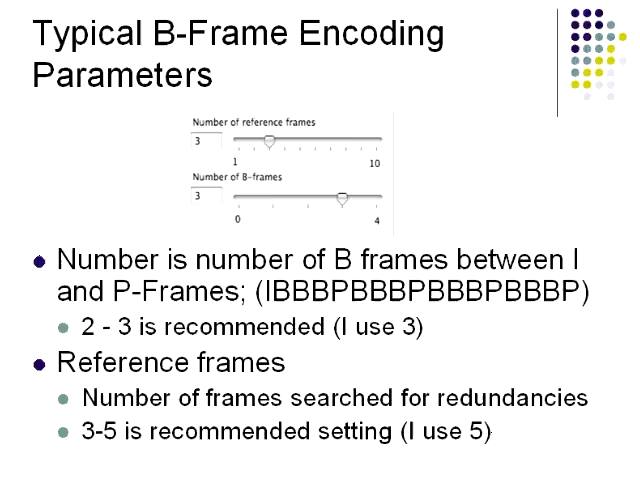 Typical B-Frame Encoding
Parameters
Number of reference frames
3
1 10
Number of B-frames
3
0 4
Number is number of B frames between I
and P-Frames; (IBBBPBBBPBBBPBBBP)
2 - 3 is recommended (I use 3)
Reference frames
Number of frames searched for redundancies
3-5 is recommended setting (I use 5)